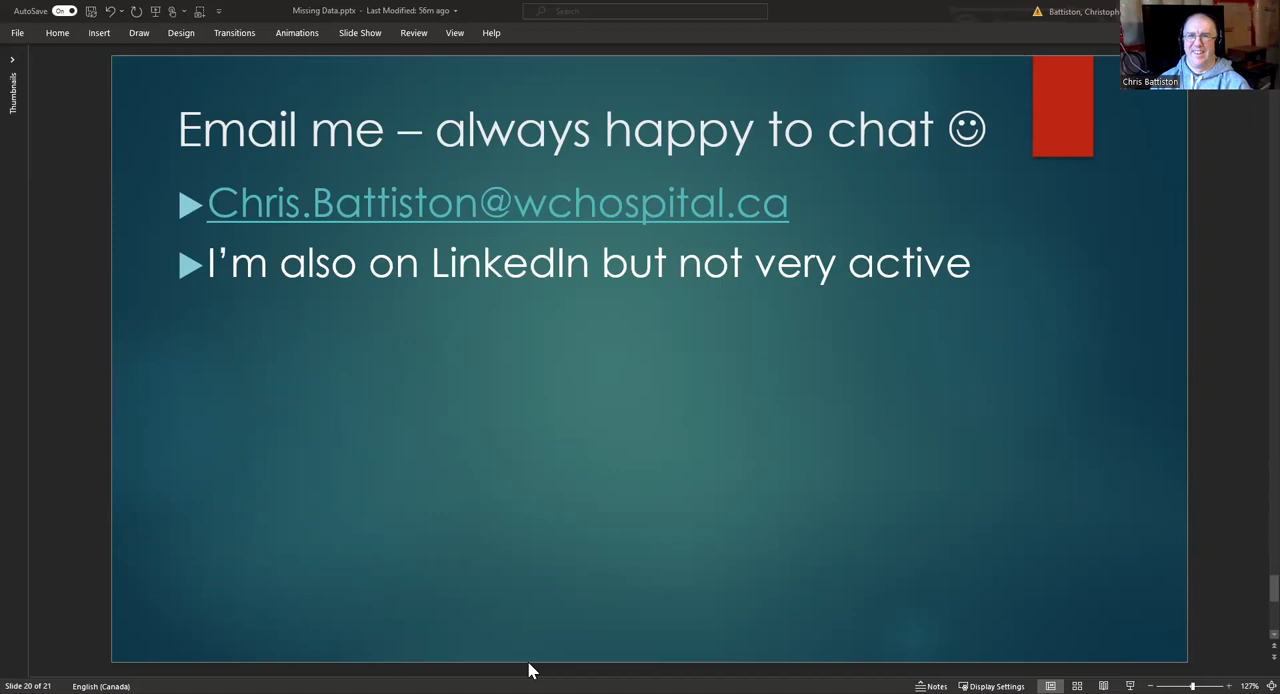 AutoSave On Missing Data.pptx • Last Modified: 56m ago Search Battiston, Christoph
File Home Insert Draw Design Transitions Animations Slide Show Review View Help
Chris Battiston
Thumbnails
Email me – always happy to chat ☺
Chris.Battiston@wchospital.ca
I’m also on LinkedIn but not very active
Slide 20 of 21 English (Canada) Notes Display Settings 127%